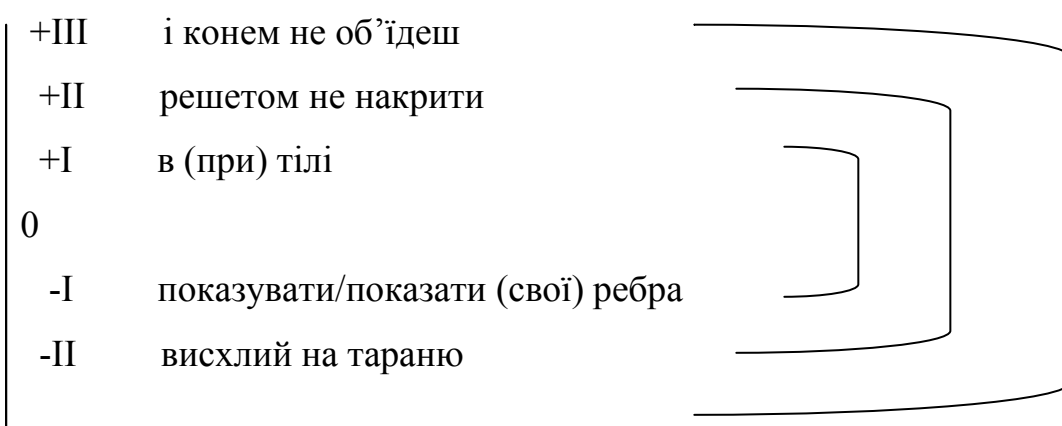 +III і конем не об’їдеш
+II решетом не накрити
+I в (при) тілі
0
-I показувати/показати (свої) ребра
-II висхлий на тараню